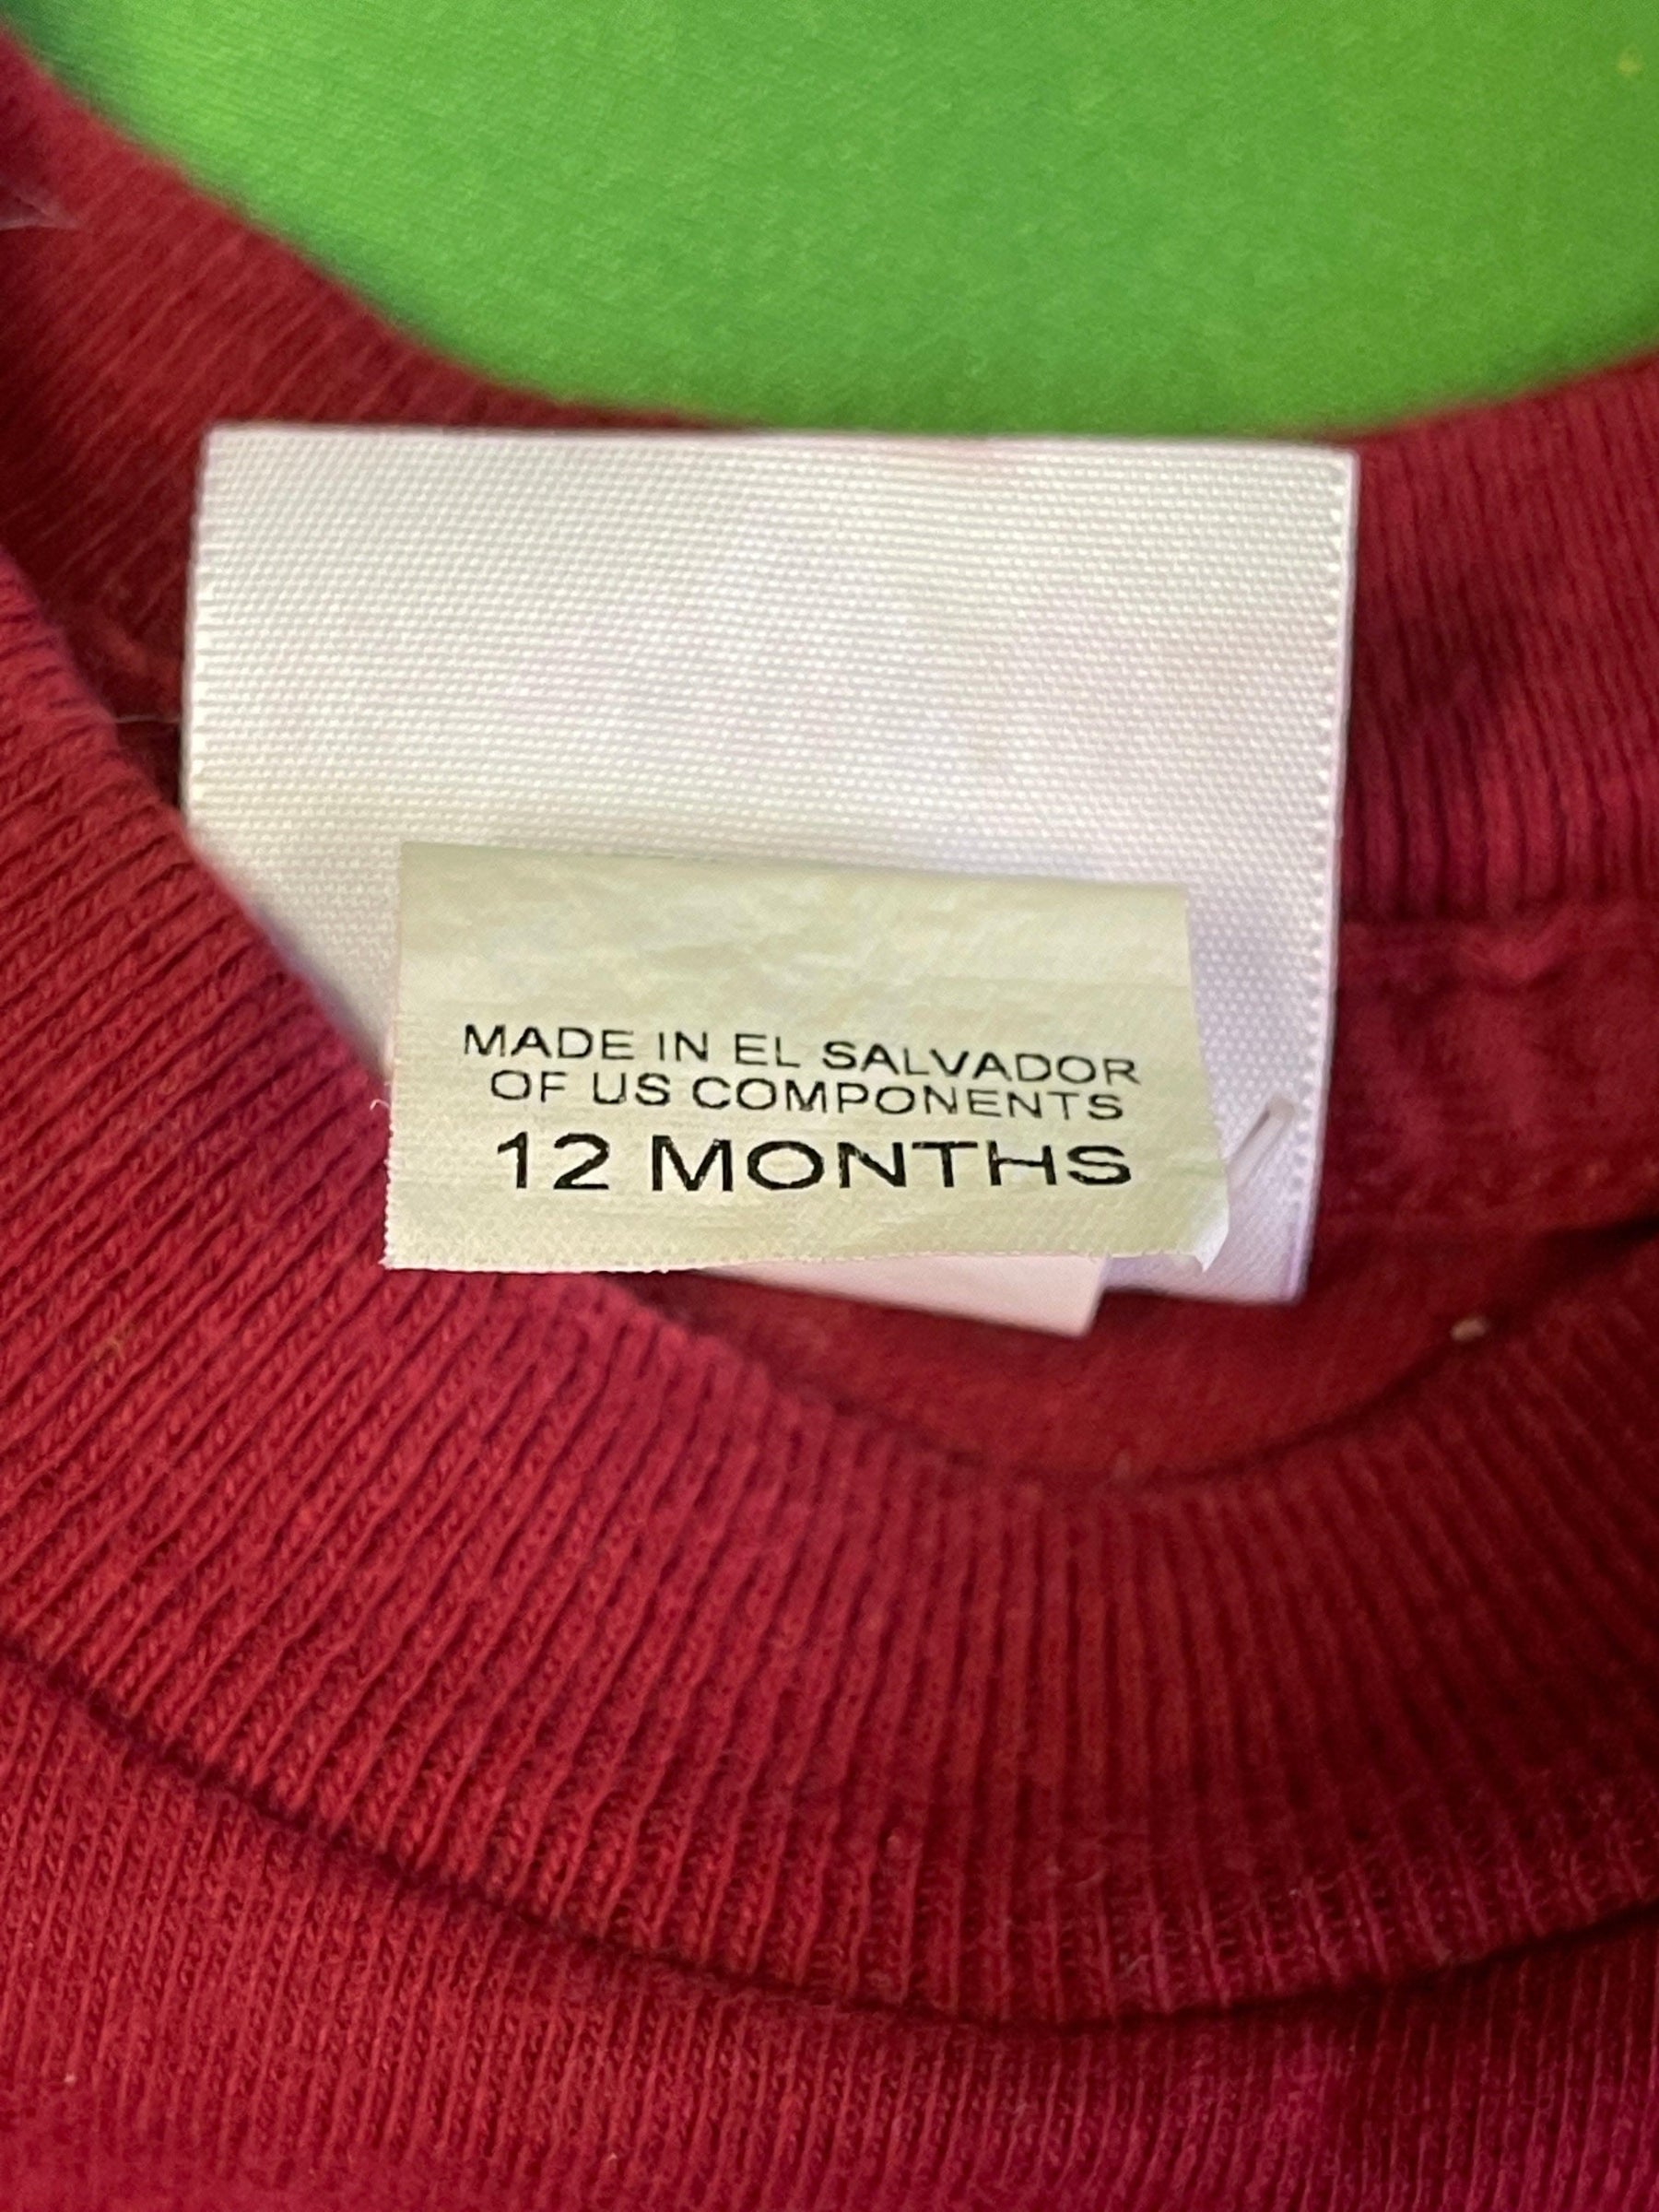 MADE IN EL SALVADOR
OF US COMPONENTS
12 MONTHS